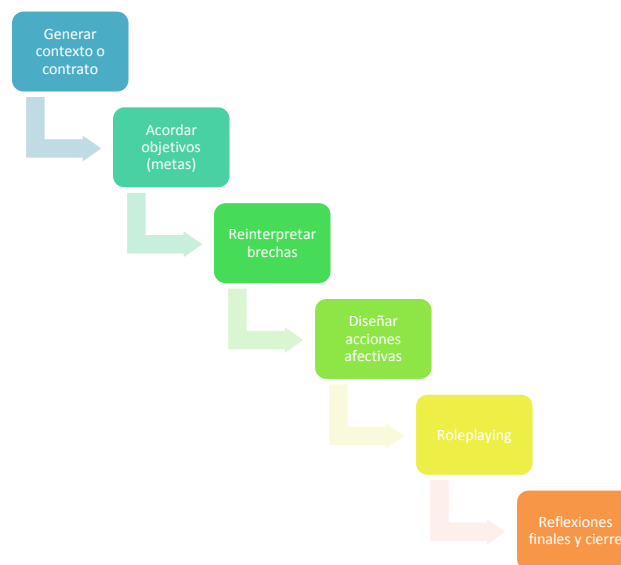 Generar
contexto o
contrato
Acordar
objetivos
(metas)
Reinterpretar
brechas
Diseñar
acciones
afectivas
Roleplaying
Reflexiones
finales y cierre